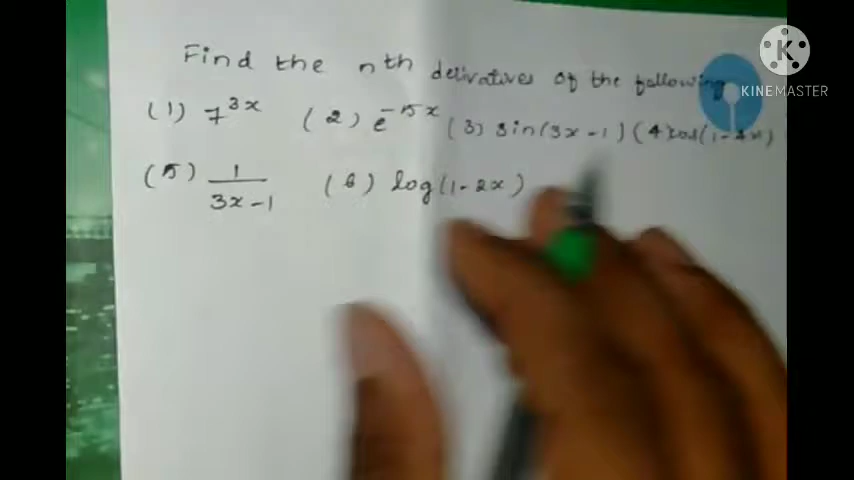 Find the nth derivatives of the following
(1) 7^3x (2) e^-5x (3) sin(3x-1) (4) cos(1-4x)
(5) 1/(3x-1) (6) log(1-2x)
K
KINEMASTER